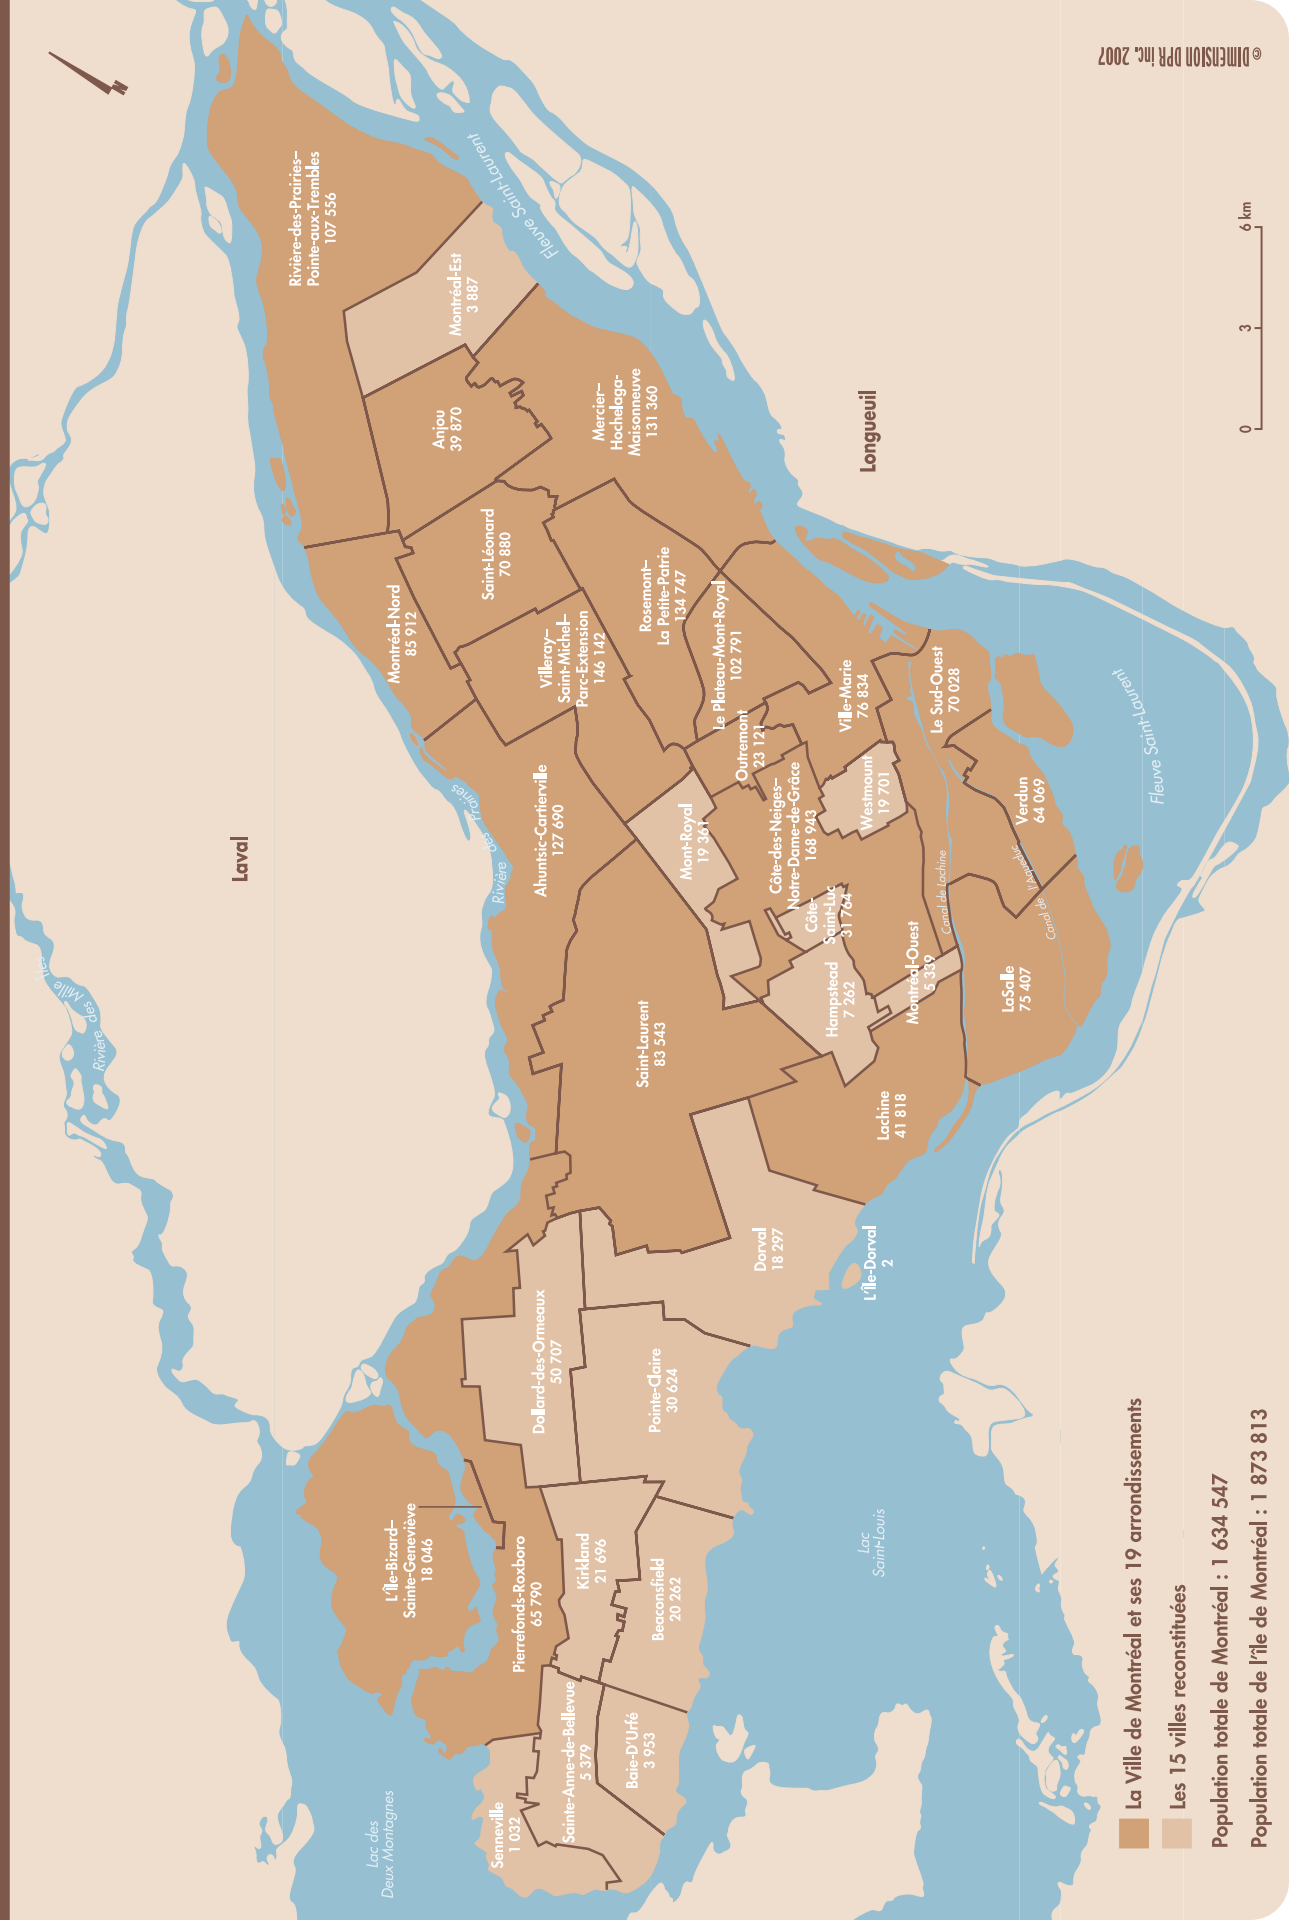 © DIMENSION DPR inc. 2007
N
Rivière-des-Prairies–
Pointe-aux-Trembles
107 556
Fleuve Saint-Laurent
Montréal-Est
3 887
Anjou
39 870
Mercier–
Hochelaga-
Maisonneuve
131 360
Longueuil
0
3
6 km
Saint-Léonard
70 880
Montréal-Nord
85 912
Villeray–
Saint-Michel–
Parc-Extension
146 142
Rosemont–
La Petite-Patrie
134 747
Le Plateau-Mont-Royal
102 791
Ville-Marie
76 834
Le Sud-Ouest
70 028
Outremont
23 121
Westmount
19 701
Verdun
64 069
Fleuve Saint-Laurent
Laval
Rivière des Prairies
Ahuntsic-Cartierville
127 690
Mont-Royal
19 361
Côte-des-Neiges–
Notre-Dame-de-Grâce
168 943
Côte-
Saint-Luc
31 764
Canal de Lachine
Canal de l'Aqueduc
Hampstead
7 262
Montréal-Ouest
5 339
LaSalle
75 407
Rivière des Mille Îles
Saint-Laurent
83 543
Lachine
41 818
Dorval
18 297
L'Île-Dorval
2
Dollard-des-Ormeaux
50 707
Pointe-Claire
30 624
L'Île-Bizard–
Sainte-Geneviève
18 046
Pierrefonds-Roxboro
65 790
Kirkland
21 696
Beaconsfield
20 262
Lac
Saint-Louis
Sainte-Anne-de-Bellevue
5 379
Baie-D'Urfé
3 953
Senneville
1 032
Lac des
Deux Montagnes
La Ville de Montréal et ses 19 arrondissements
Les 15 villes reconstituées
Population totale de Montréal : 1 634 547
Population totale de l'île de Montréal : 1 873 813